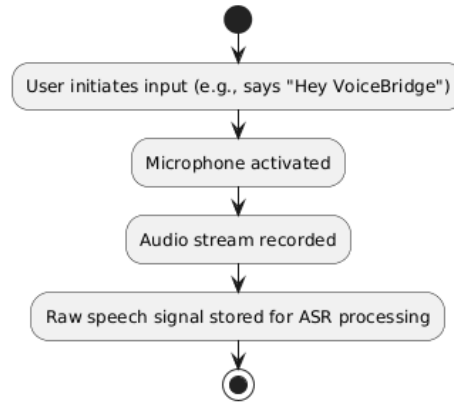 User initiates input (e.g., says "Hey VoiceBridge")
Microphone activated
Audio stream recorded
Raw speech signal stored for ASR processing